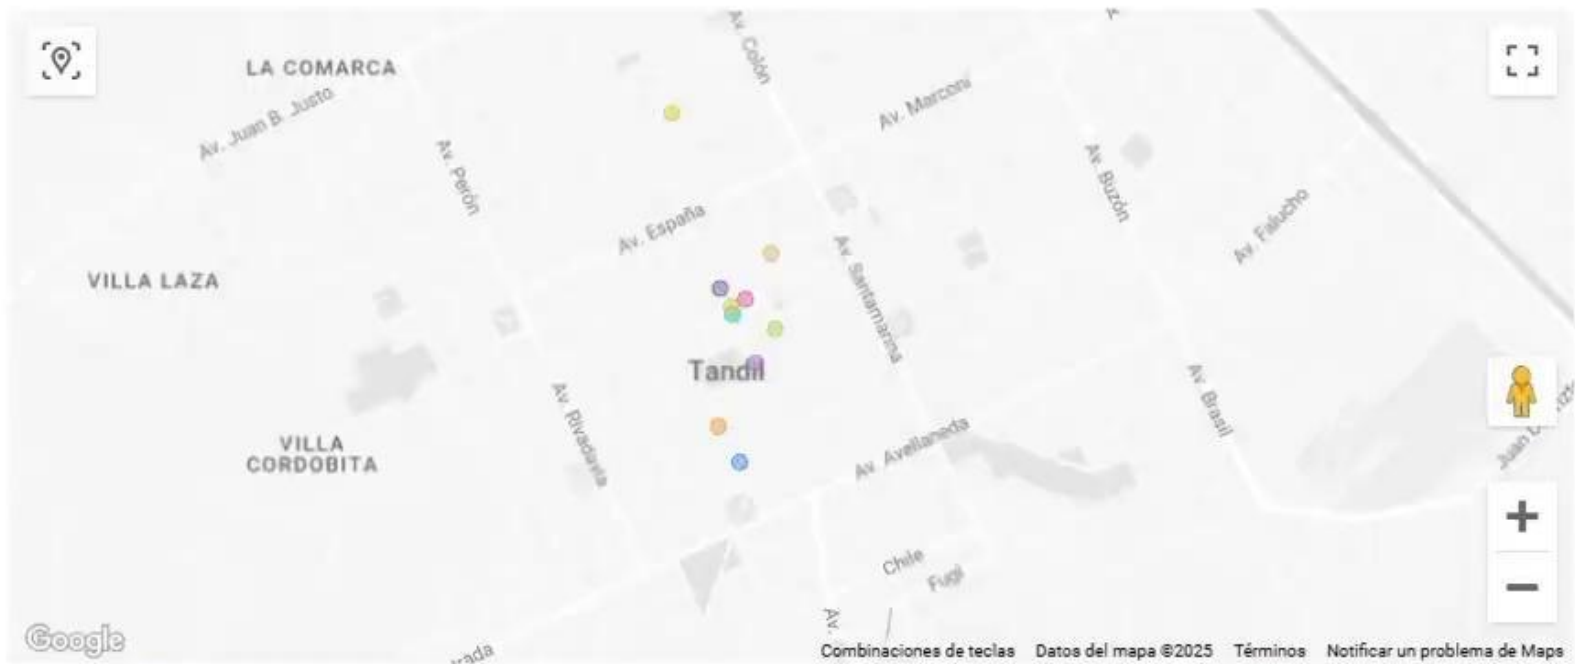 Av. Colón
LA COMARCA
Av. Juan B. Justo
Av. Marconi
Av. Perón
Av. Buzón
Av. España
Av. Falucho
VILLA LAZA
Av. Santamarina
Tandil
Av. Rivadavia
Av. Brasil
VILLA
CORDOBITA
Av. Avellaneda
Juan
Chile
Fugl
Av.
Google
Combinaciones de teclas Datos del mapa ©2025 Términos Notificar un problema de Maps